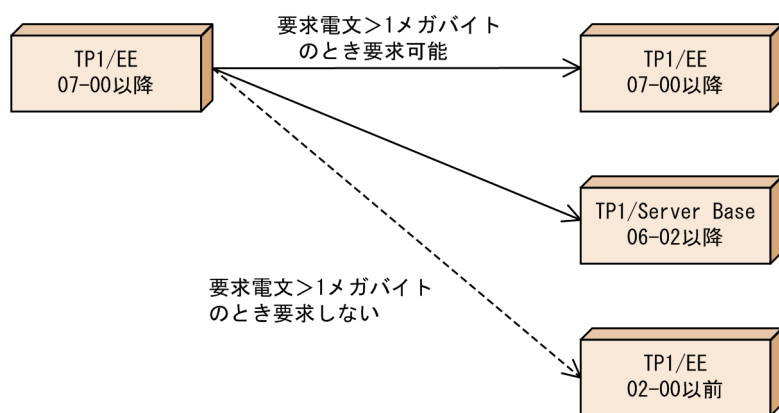 要求電文＞1メガバイト
のとき要求可能
TP1/EE
07-00以降
TP1/EE
07-00以降
TP1/Server Base
06-02以降
要求電文＞1メガバイト
のとき要求しない
TP1/EE
02-00以前